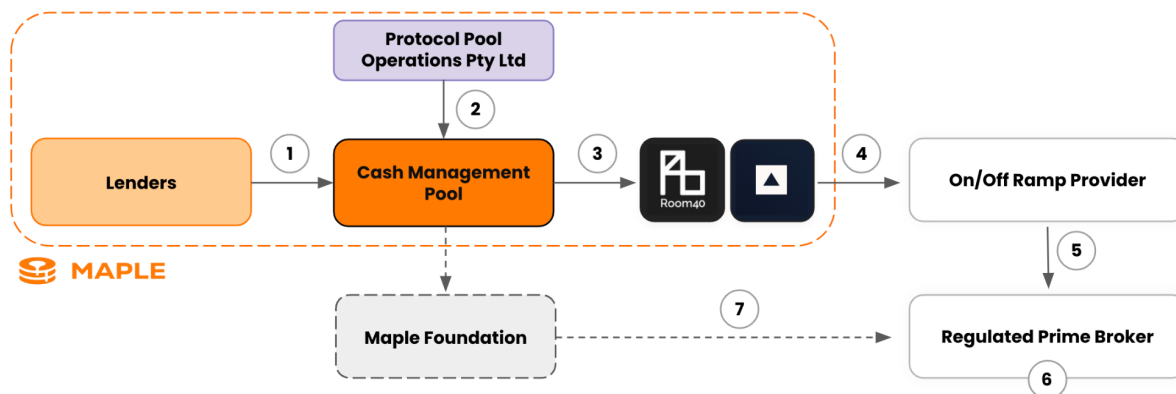 Protocol Pool
Operations Pty Ltd
2
1
3
4
Lenders
Cash Management
Pool
Room40
On/Off Ramp Provider
5
MAPLE
7
Maple Foundation
Regulated Prime Broker
6